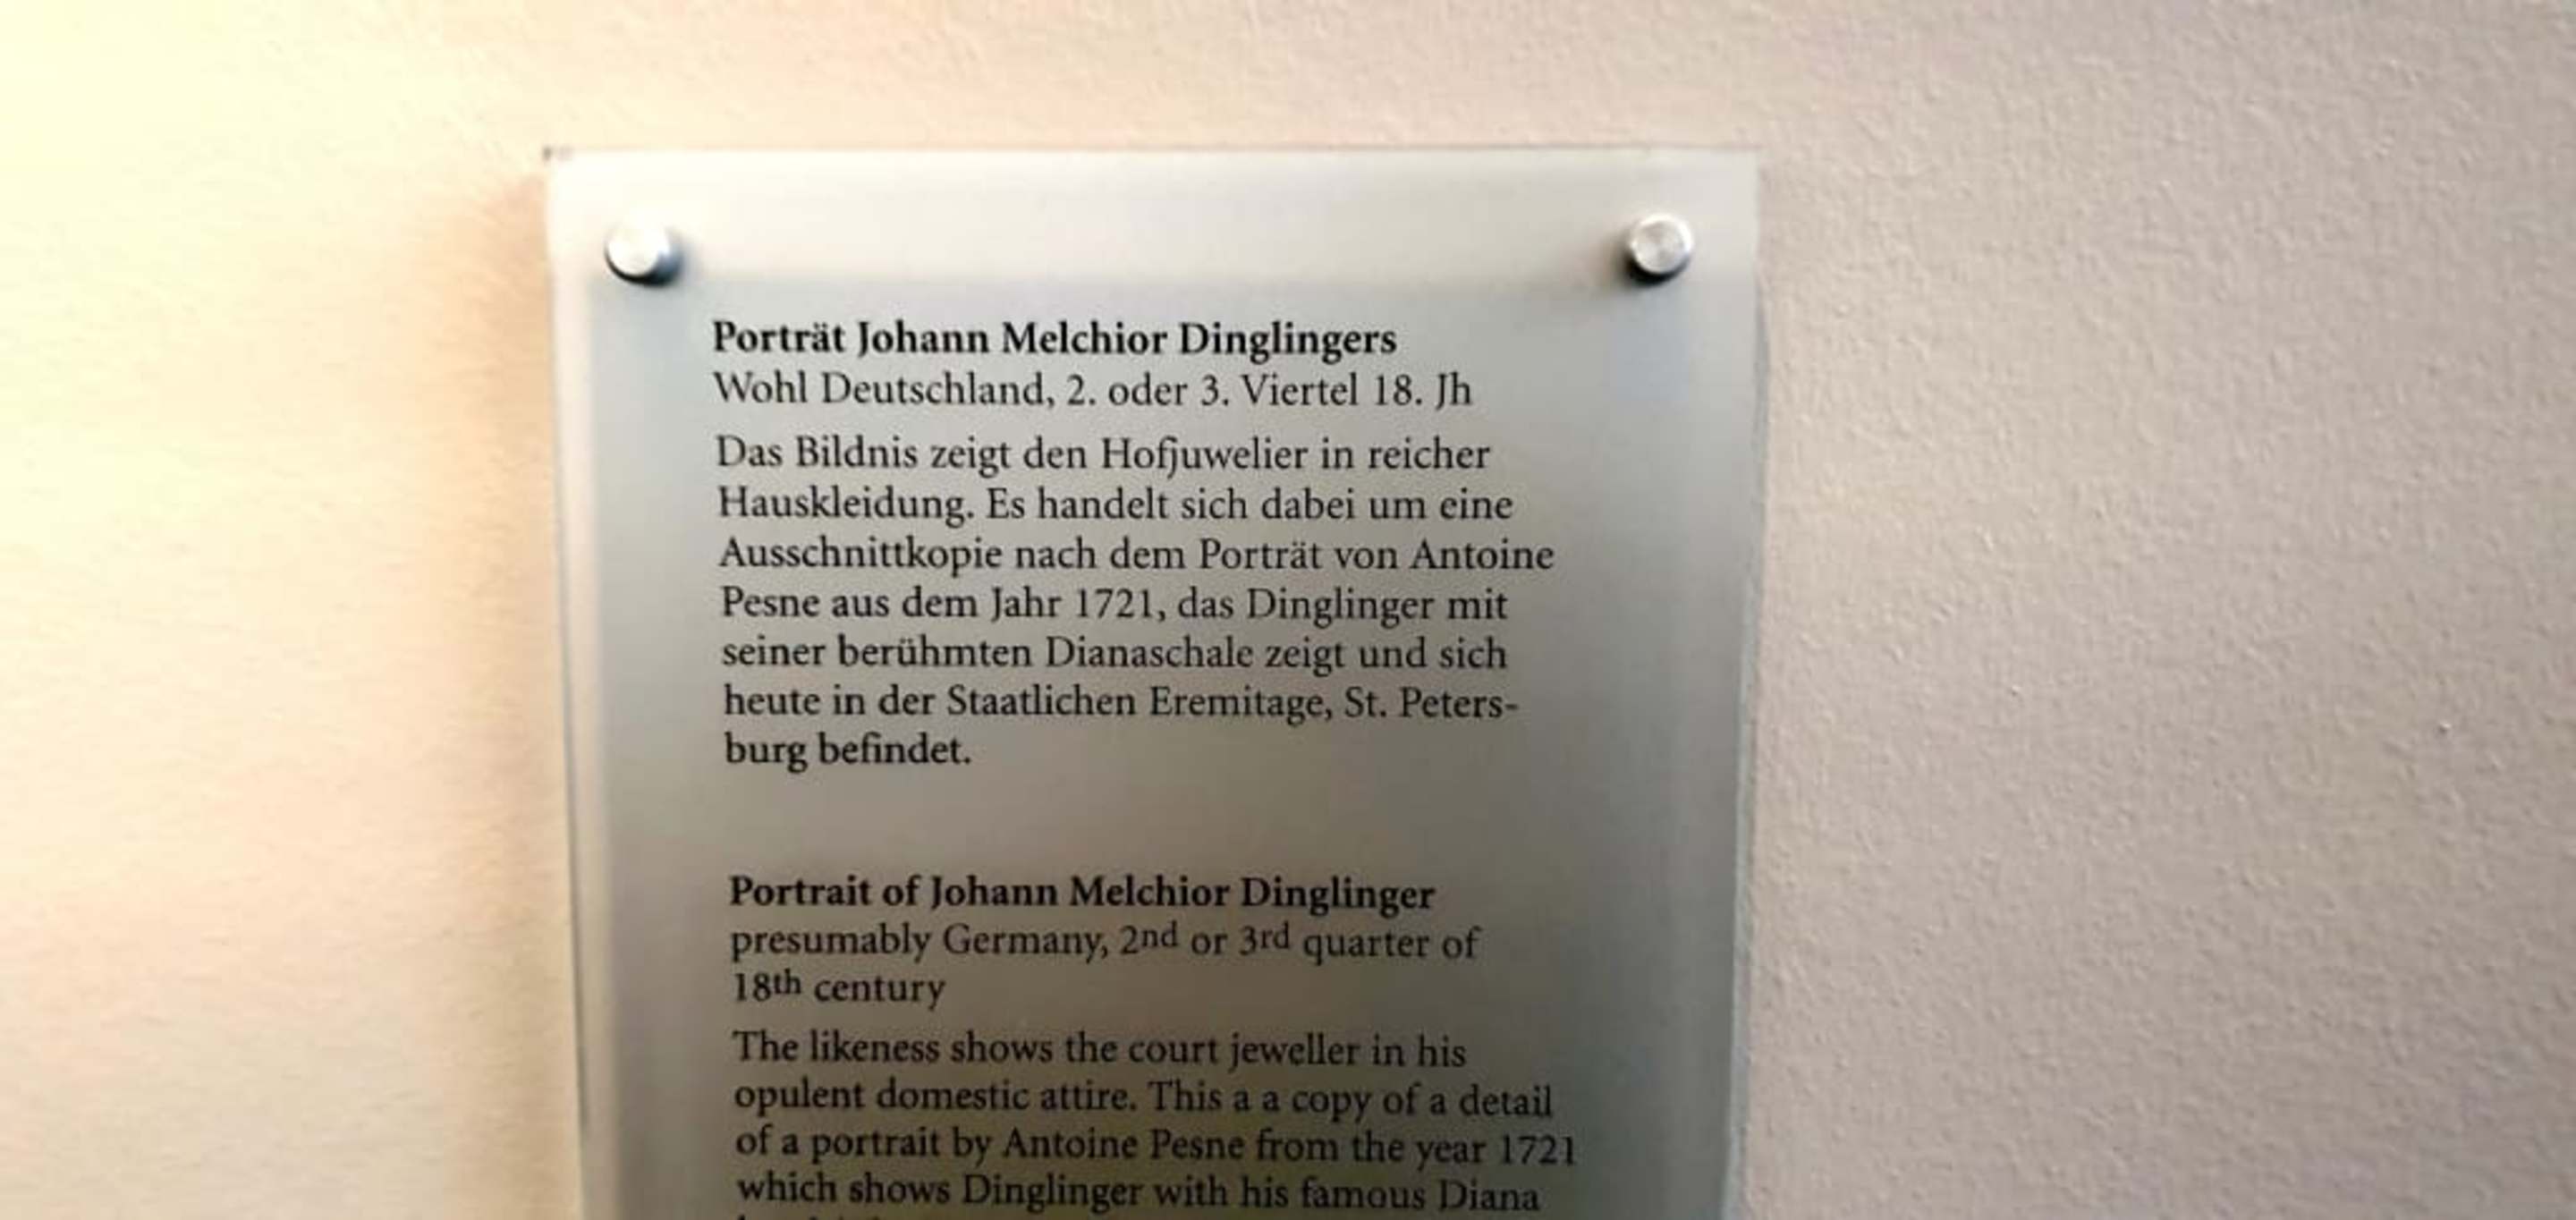 Porträt Johann Melchior Dinglingers
Wohl Deutschland, 2. oder 3. Viertel 18. Jh
Das Bildnis zeigt den Hofjuwelier in reicher
Hauskleidung. Es handelt sich dabei um eine
Ausschnittkopie nach dem Porträt von Antoine
Pesne aus dem Jahr 1721, das Dinglinger mit
seiner berühmten Dianaschale zeigt und sich
heute in der Staatlichen Eremitage, St. Peters-
burg befindet.
Portrait of Johann Melchior Dinglinger
presumably Germany, 2nd or 3rd quarter of
18th century
The likeness shows the court jeweller in his
opulent domestic attire. This a a copy of a detail
of a portrait by Antoine Pesne from the year 1721
which shows Dinglinger with his famous Diana